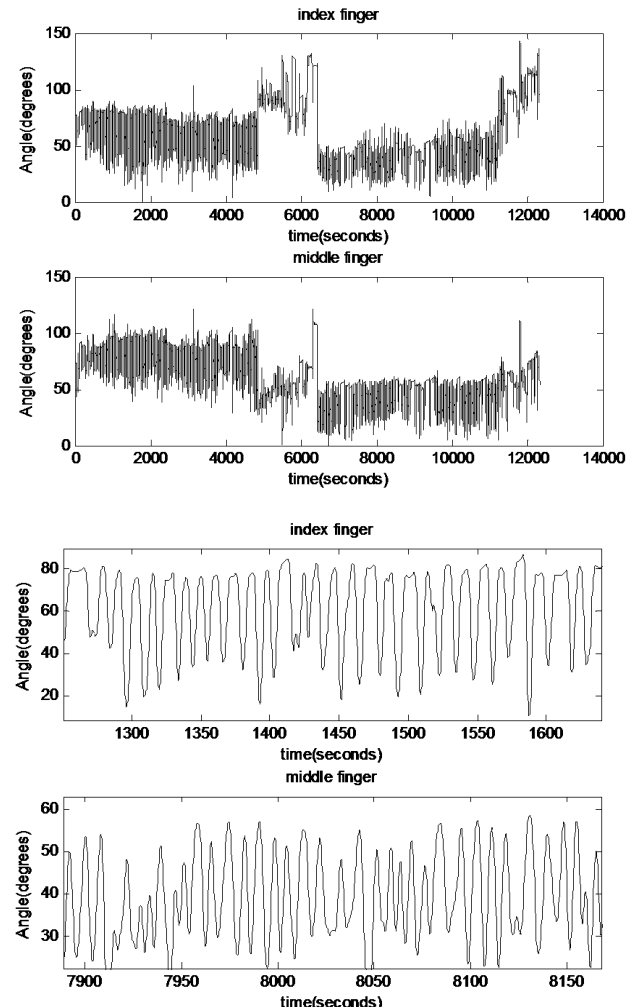 index finger
150
100
50
0
Angle(degrees)
0 2000 4000 6000 8000 10000 12000 14000
time(seconds)
middle finger
150
100
50
0
Angle(degrees)
0 2000 4000 6000 8000 10000 12000 14000
time(seconds)
index finger
80
60
40
20
Angle(degrees)
1300 1350 1400 1450 1500 1550 1600
time(seconds)
middle finger
60
50
40
30
Angle(degrees)
7900 7950 8000 8050 8100 8150
time(seconds)